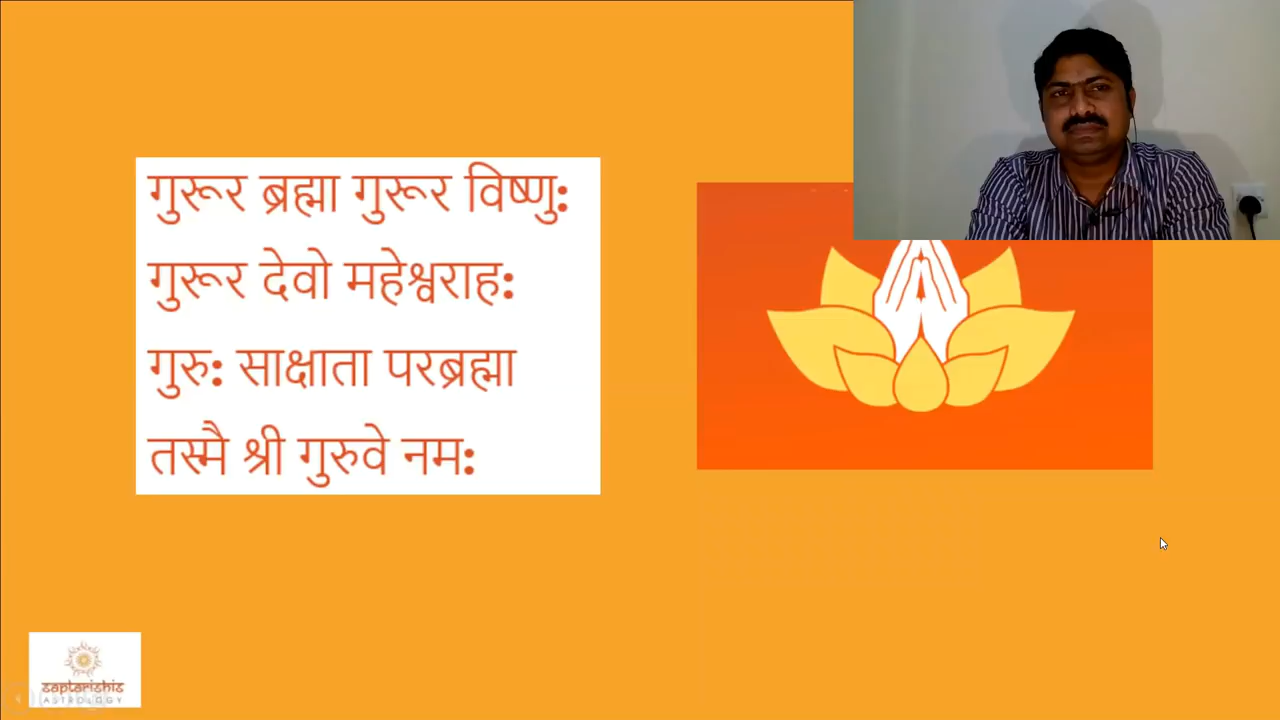 गुरूर ब्रह्मा गुरूर विष्णु:
गुरूर देवो महेश्वराह:
गुरु: साक्षाता परब्रह्मा
तस्मै श्री गुरुवे नम:
saptarishis
ASTROLOGY